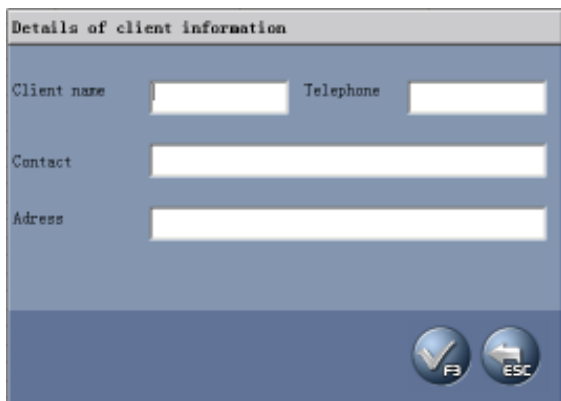 Details of client information
Client name Telephone
Contact
Adress
F3 ESC